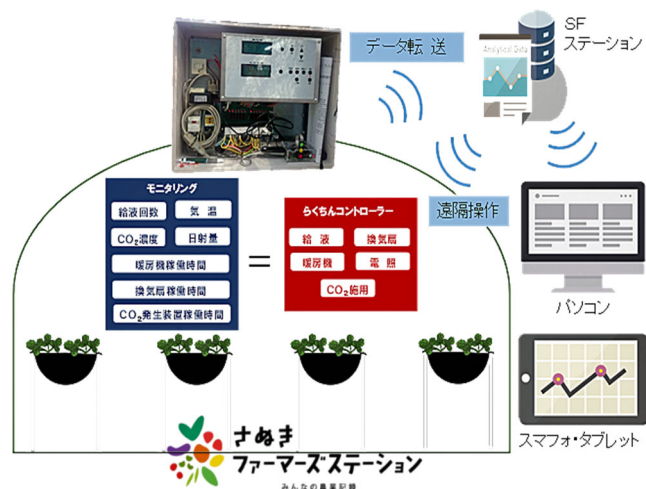 データ転送
SF
ステーション
Analytical Data
遠隔操作
モニタリング
給液回数
気温
CO₂濃度
日射量
暖房機稼働時間
換気扇稼働時間
CO₂発生装置稼働時間
=
らくちんコントローラー
給液
換気扇
暖房機
電照
CO₂施用
パソコン
スマフォ・タブレット
さぬき
ファーマーズステーション
みんなの農業記録